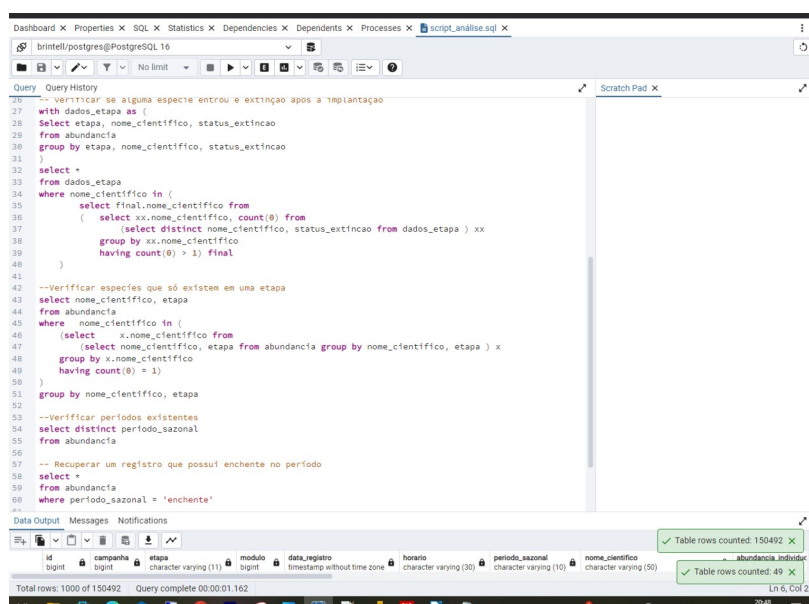 Dashboard X Properties X SQL X Statistics X Dependencies X Dependents X Processes X script_análise.sql X
brintell/postgres@PostgreSQL 16
No limit
E
Query Query History
Scratch Pad X
26 -- Verificar se alguma espécie entrou e extinção após a implantação
27 with dados_etapa as (
28 Select etapa, nome_cientifico, status_extincao
29 from abundancia
30 group by etapa, nome_cientifico, status_extincao
31 )
32 select *
33 from dados_etapa
34 where nome_cientifico in (
35 select final.nome_cientifico from
36 ( select xx.nome_cientifico, count(0) from
37 (select distinct nome_cientifico, status_extincao from dados_etapa ) xx
38 group by xx.nome_cientifico
39 having count(0) > 1) final
40 )
41
42 --Verificar espécies que só existem em uma etapa
43 select nome_cientifico, etapa
44 from abundancia
45 where nome_cientifico in (
46 (select x.nome_cientifico from
47 (select nome_cientifico, etapa from abundancia group by nome_cientifico, etapa ) x
48 group by x.nome_cientifico
49 having count(0) = 1)
50 )
51 group by nome_cientifico, etapa
52
53 --Verificar períodos existentes
54 select distinct periodo_sazonal
55 from abundancia
56
57 -- Recuperar um registro que possui enchente no período
58 select *
59 from abundancia
60 where periodo_sazonal = 'enchente'
61
Data Output Messages Notifications
Table rows counted: 150492 X
id campanha etapa modulo data_registro horario periodo_sazonal nome_cientifico abundancia_individuo
bigint bigint character varying (11) bigint timestamp without time zone character varying (30) character varying (10) character varying (50)
Table rows counted: 49 X
Total rows: 1000 of 150492 Query complete 00:00:01.162 Ln 6, Col 2
20:48